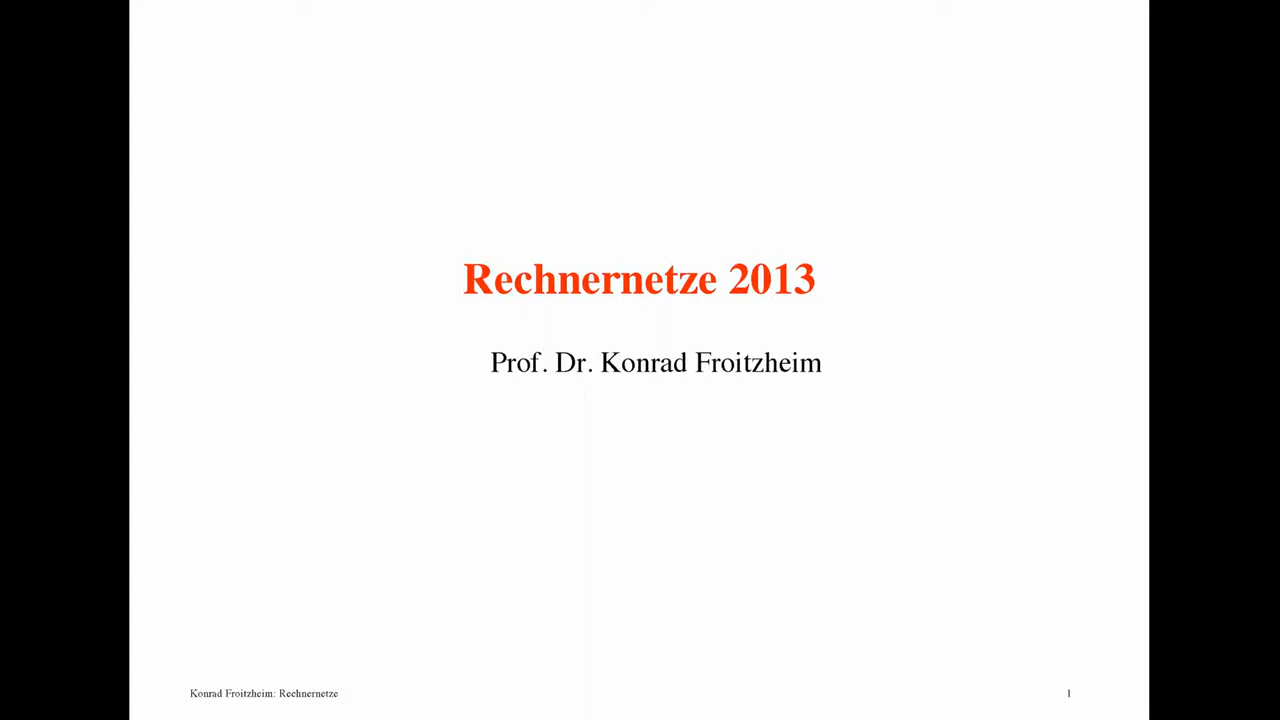 Rechnernetze 2013
Prof. Dr. Konrad Froitzheim
Konrad Froitzheim: Rechnernetze
1